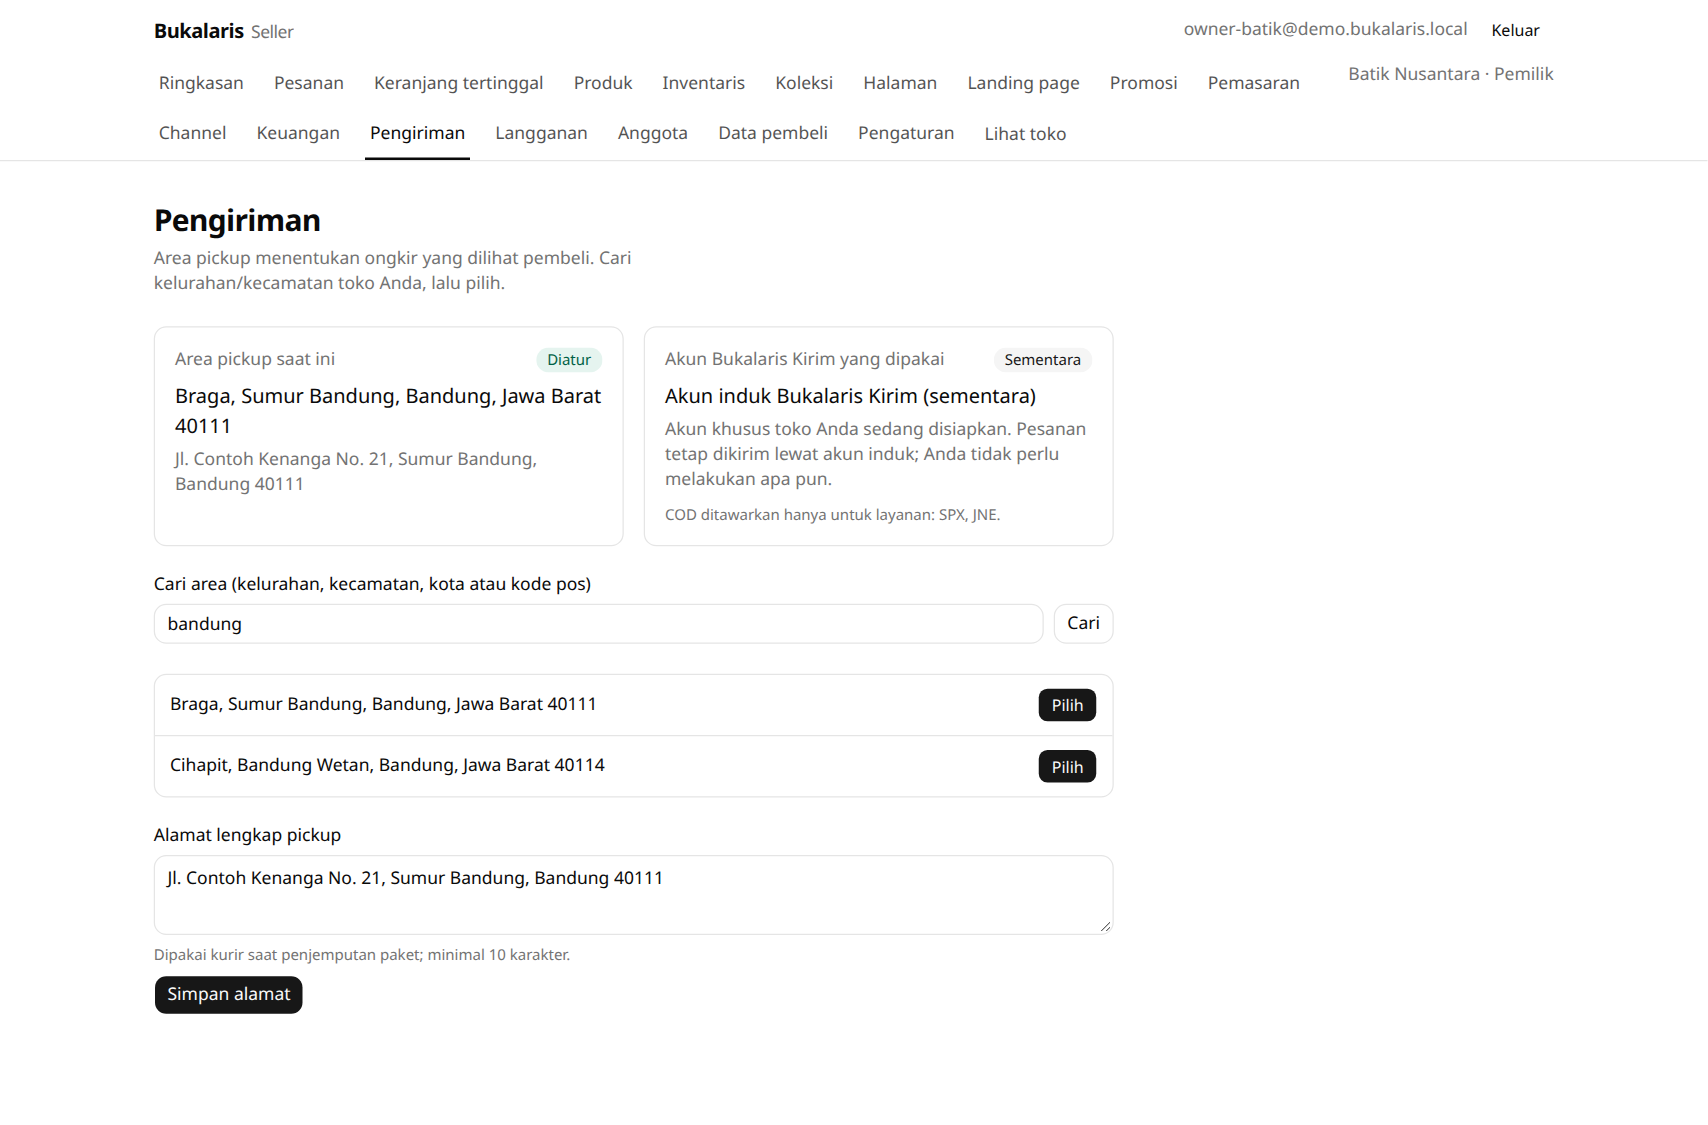 Bukalaris Seller
owner-batik@demo.bukalaris.local Keluar
Ringkasan Pesanan Keranjang tertinggal Produk Inventaris Koleksi Halaman Landing page Promosi Pemasaran
Batik Nusantara · Pemilik
Channel Keuangan Pengiriman Langganan Anggota Data pembeli Pengaturan Lihat toko
Pengiriman
Area pickup menentukan ongkir yang dilihat pembeli. Cari
kelurahan/kecamatan toko Anda, lalu pilih.
Area pickup saat ini Diatur
Braga, Sumur Bandung, Bandung, Jawa Barat
40111
Jl. Contoh Kenanga No. 21, Sumur Bandung,
Bandung 40111
Akun Bukalaris Kirim yang dipakai Sementara
Akun induk Bukalaris Kirim (sementara)
Akun khusus toko Anda sedang disiapkan. Pesanan
tetap dikirim lewat akun induk; Anda tidak perlu
melakukan apa pun.
COD ditawarkan hanya untuk layanan: SPX, JNE.
Cari area (kelurahan, kecamatan, kota atau kode pos)
bandung Cari
Braga, Sumur Bandung, Bandung, Jawa Barat 40111 Pilih
Cihapit, Bandung Wetan, Bandung, Jawa Barat 40114 Pilih
Alamat lengkap pickup
Jl. Contoh Kenanga No. 21, Sumur Bandung, Bandung 40111
Dipakai kurir saat penjemputan paket; minimal 10 karakter.
Simpan alamat